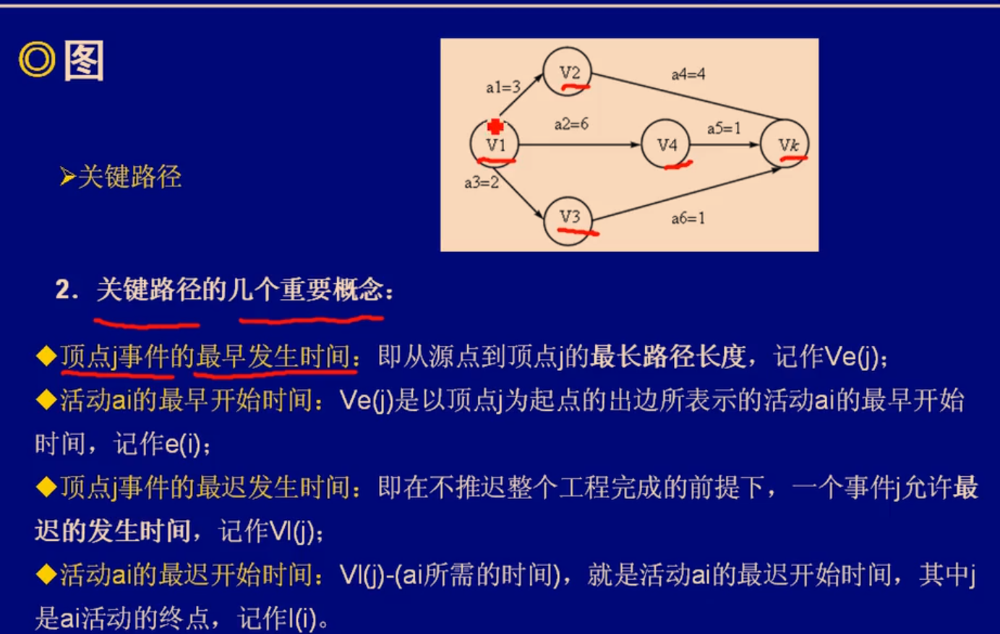 ◎图
a1=3
V2
a4=4
a2=6
a5=1
V1
V4
Vk
a3=2
V3
a6=1
➢关键路径
2．关键路径的几个重要概念：
◆顶点j事件的最早发生时间：即从源点到顶点j的最长路径长度，记作Ve(j)；
◆活动ai的最早开始时间：Ve(j)是以顶点j为起点的出边所表示的活动ai的最早开始
时间，记作e(i)；
◆顶点j事件的最迟发生时间：即在不推迟整个工程完成的前提下，一个事件j允许最
迟的发生时间，记作Vl(j)；
◆活动ai的最迟开始时间：Vl(j)-(ai所需的时间)，就是活动ai的最迟开始时间，其中j
是ai活动的终点，记作l(i)。